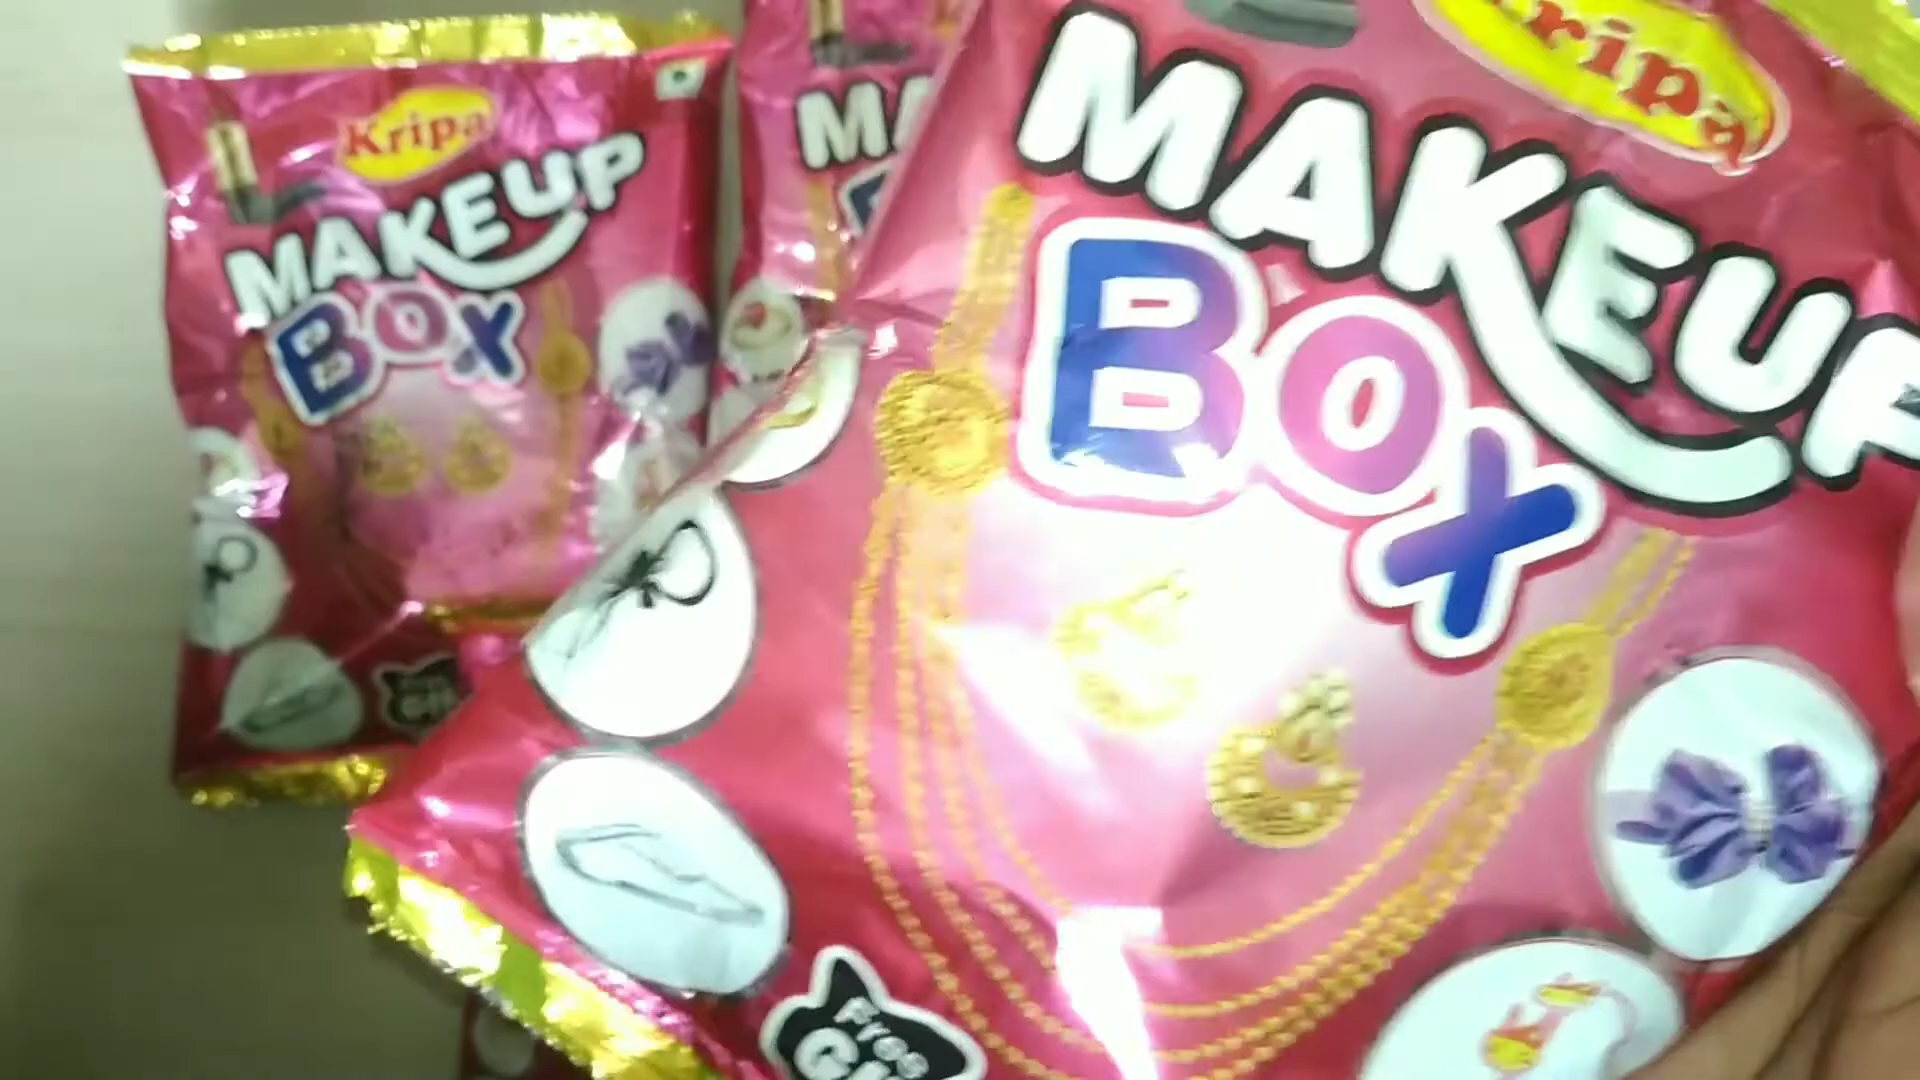 Kripa
MAKEUP
BOX
MA
Kripa
MAKEUP
BOX
Free